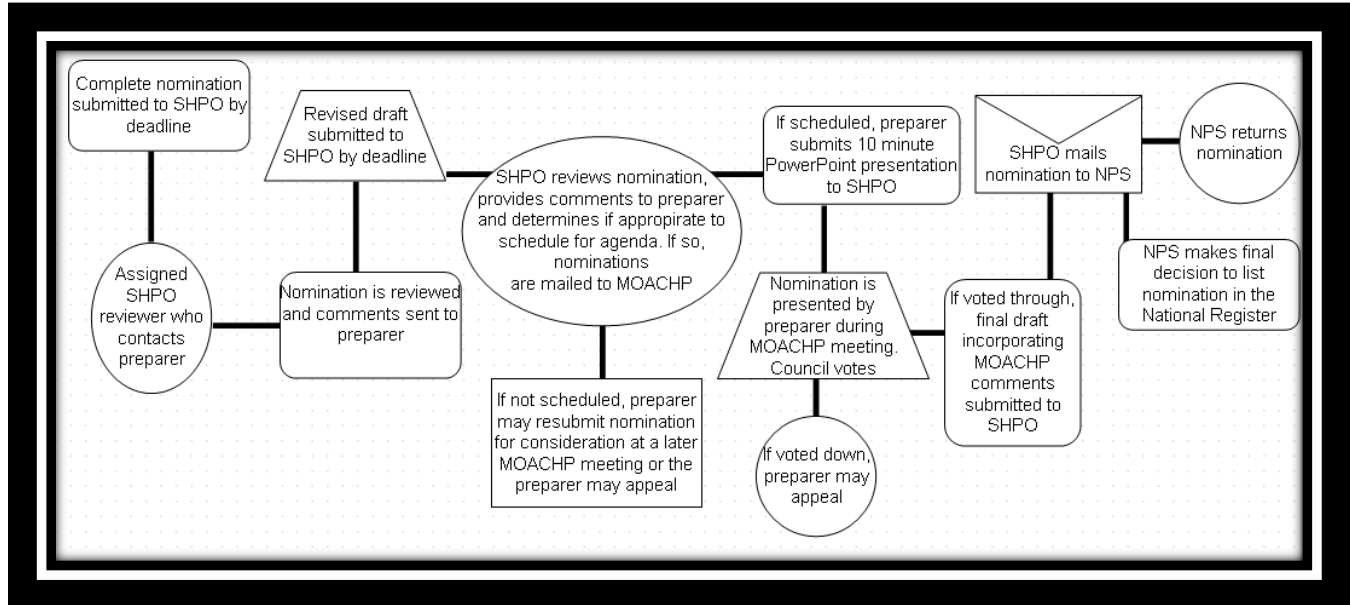 Complete nomination
submitted to SHPO by
deadline
Assigned
SHPO
reviewer who
contacts
preparer
Nomination is reviewed
and comments sent to
preparer
Revised draft
submitted to
SHPO by deadline
SHPO reviews nomination,
provides comments to preparer
and determines if appropirate to
schedule for agenda. If so,
nominations
are mailed to MOACHP
If not scheduled, preparer
may resubmit nomination
for consideration at a later
MOACHP meeting or the
preparer may appeal
If scheduled, preparer
submits 10 minute
PowerPoint presentation
to SHPO
Nomination is
presented by
preparer during
MOACHP meeting.
Council votes
If voted down,
preparer may
appeal
If voted through,
final draft
incorporating
MOACHP
comments
submitted to
SHPO
SHPO mails
nomination to NPS
NPS returns
nomination
NPS makes final
decision to list
nomination in the
National Register